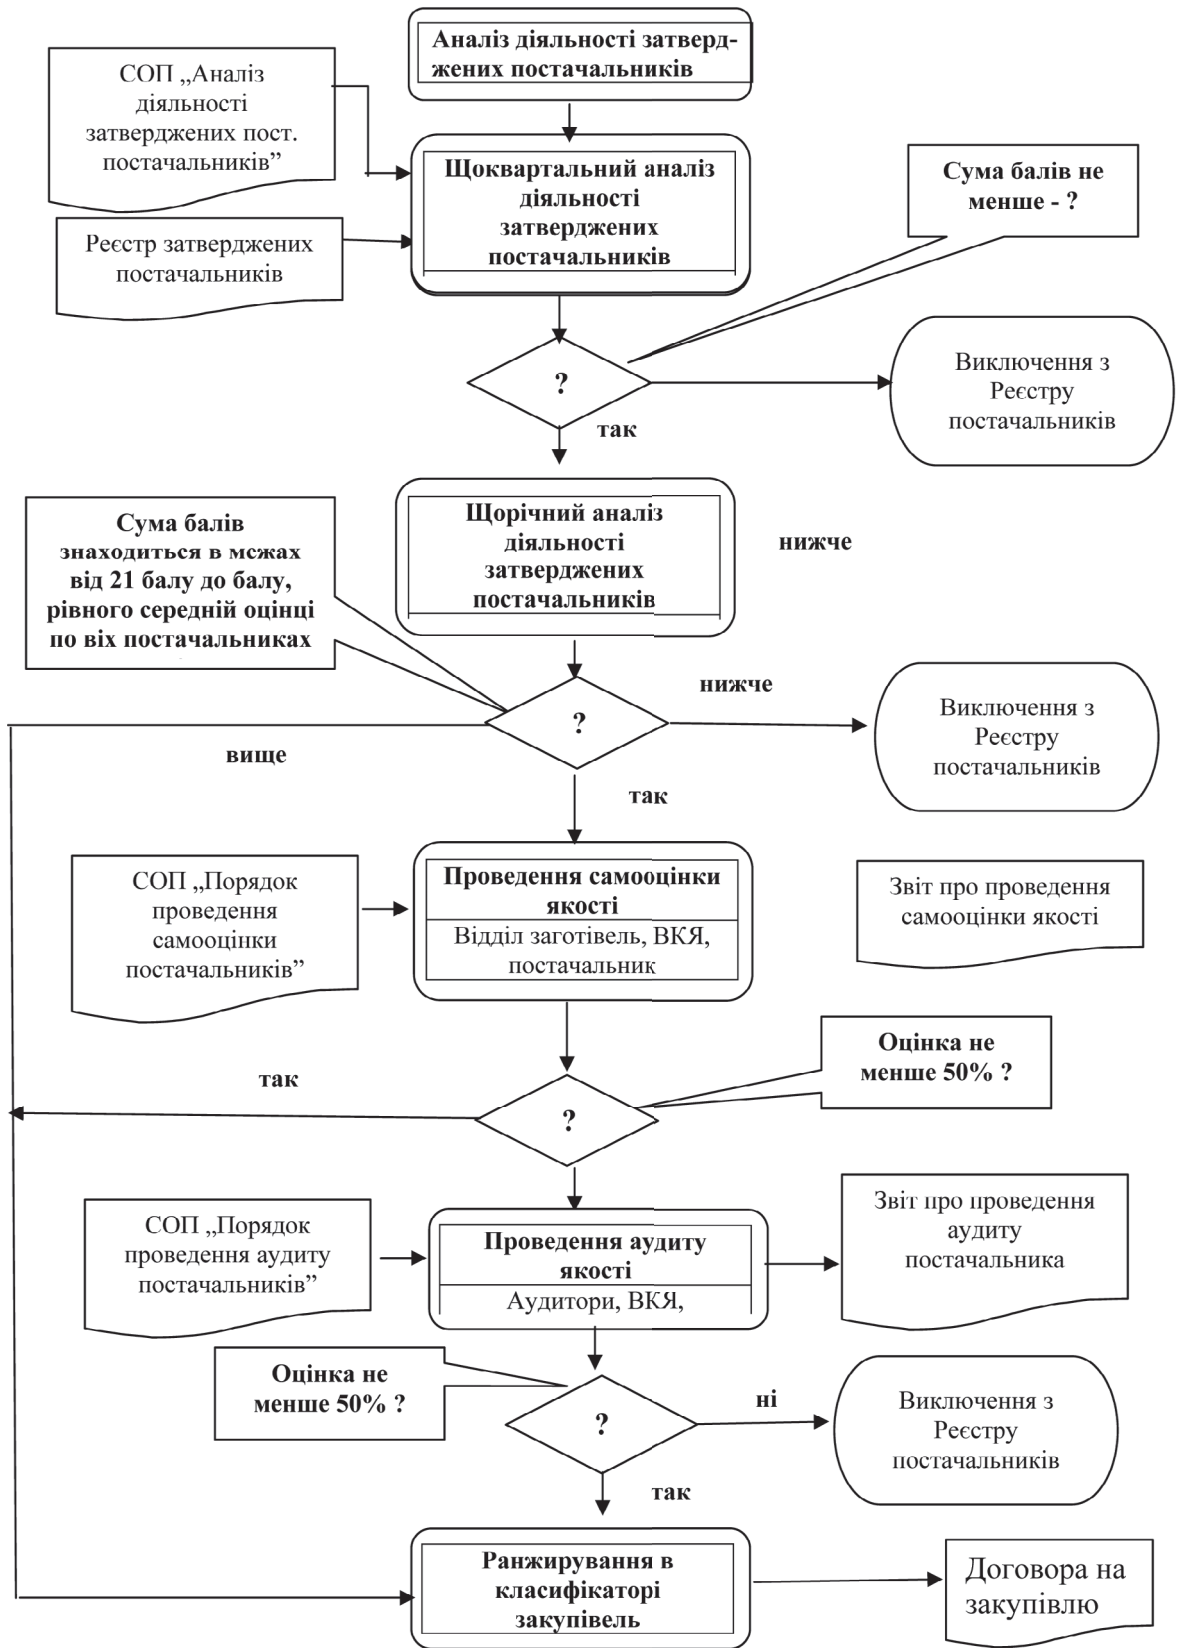 Аналіз діяльності затверд-
жених постачальників
СОП „Аналіз
діяльності
затверджених пост.
постачальників”
Щоквартальний аналіз
діяльності
затверджених
постачальників
Сума балів не
менше - ?
Реєстр затверджених
постачальників
?
Виключення з
Реєстру
постачальників
так
Щорічний аналіз
діяльності
затверджених
постачальників
нижче
Сума балів
знаходиться в межах
від 21 балу до балу,
рівного середній оцінці
по віх постачальниках
нижче
?
Виключення з
Реєстру
постачальників
вище
так
СОП „Порядок
проведення
самооцінки
постачальників”
Проведення самооцінки
якості
Відділ заготівель, ВКЯ,
постачальник
Звіт про проведення
самооцінки якості
Оцінка не
менше 50% ?
так
?
СОП „Порядок
проведення аудиту
постачальників”
Проведення аудиту
якості
Аудитори, ВКЯ,
Звіт про проведення
аудиту
постачальника
Оцінка не
менше 50% ?
?
ні
Виключення з
Реєстру
постачальників
так
Ранжирування в
класифікаторі
закупівель
Договора на
закупівлю